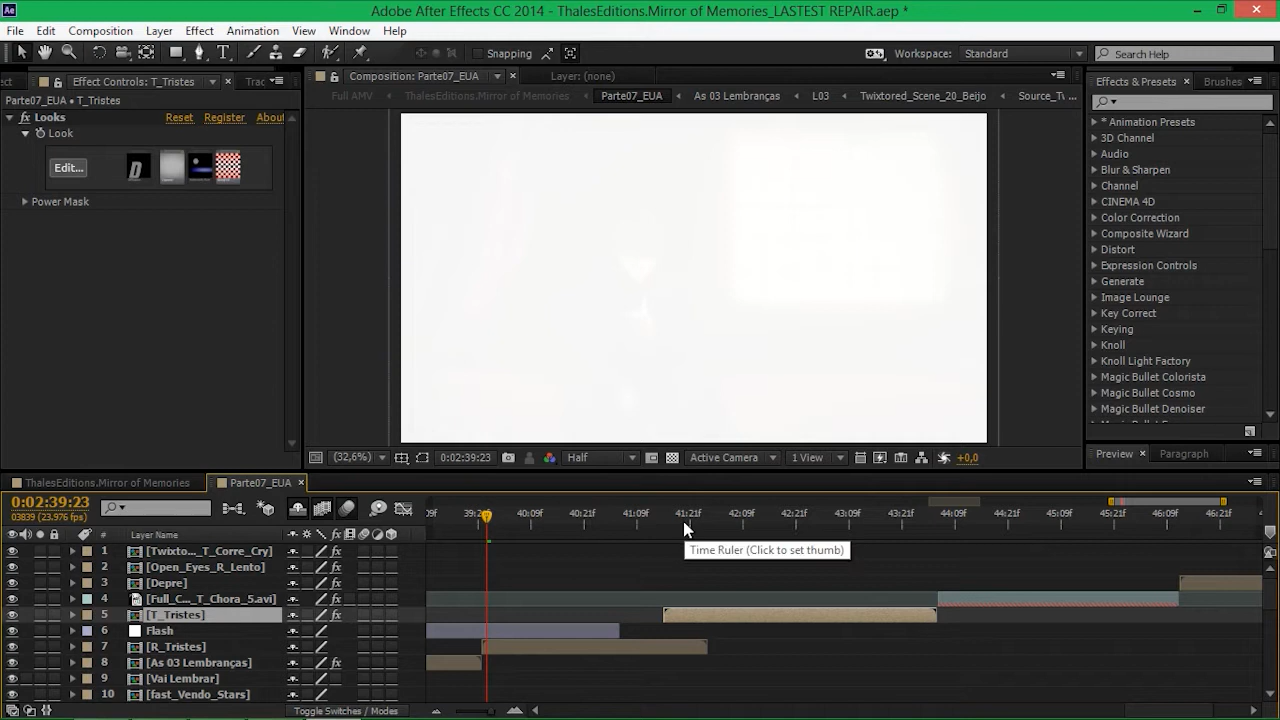 Adobe After Effects CC 2014 - ThalesEditions.Mirror of Memories_LASTEST REPAIR.aep *
File Edit Composition Layer Effect Animation View Window Help
Snapping
Workspace: Standard
Search Help
Effect Controls: T_Tristes
Composition: Parte07_EUA
Layer: (none)
Effects & Presets
Brushes
Parte07_EUA • T_Tristes
Full AMV
ThalesEditions.Mirror of Memories
Parte07_EUA
As 03 Lembranças
L03
Twixtored_Scene_20_Beijo
Looks
Reset
Register
Look
Edit...
Power Mask
* Animation Presets
3D Channel
Audio
Blur & Sharpen
Channel
CINEMA 4D
Color Correction
Composite Wizard
Distort
Expression Controls
Generate
Image Lounge
Key Correct
Keying
Knoll
Knoll Light Factory
Magic Bullet Colorista
Magic Bullet Cosmo
Magic Bullet Denoiser
Magic Bullet Frames
(32,6%)
0:02:39:23
Half
Active Camera
1 View
+0,0
Preview
Paragraph
ThalesEditions.Mirror of Memories
Parte07_EUA
0:02:39:23
03839 (23.976 fps)
40:09f 40:21f 41:09f 41:21f 42:09f 42:21f 43:09f 43:21f 44:09f 44:21f 45:09f 45:21f 46:09f 46:21f
Time Ruler (Click to set thumb)
# Layer Name
1 [Twixto..._T_Corre_Cry]
2 [Open_Eyes_R_Lento]
3 [Depre]
4 [Full_C..._T_Chora_5.avi]
5 [T_Tristes]
6 Flash
7 [R_Tristes]
8 [As 03 Lembranças]
9 [Vai Lembrar]
10 [fast_Vendo_Stars]
Toggle Switches / Modes